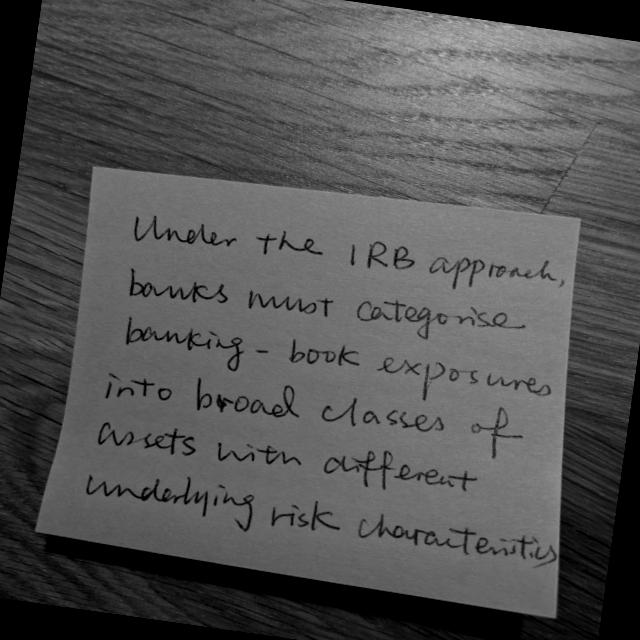 Under the IRB approach,
banks must categorise
banking-book exposures
into broad classes of
assets with different
underlying risk characteristics